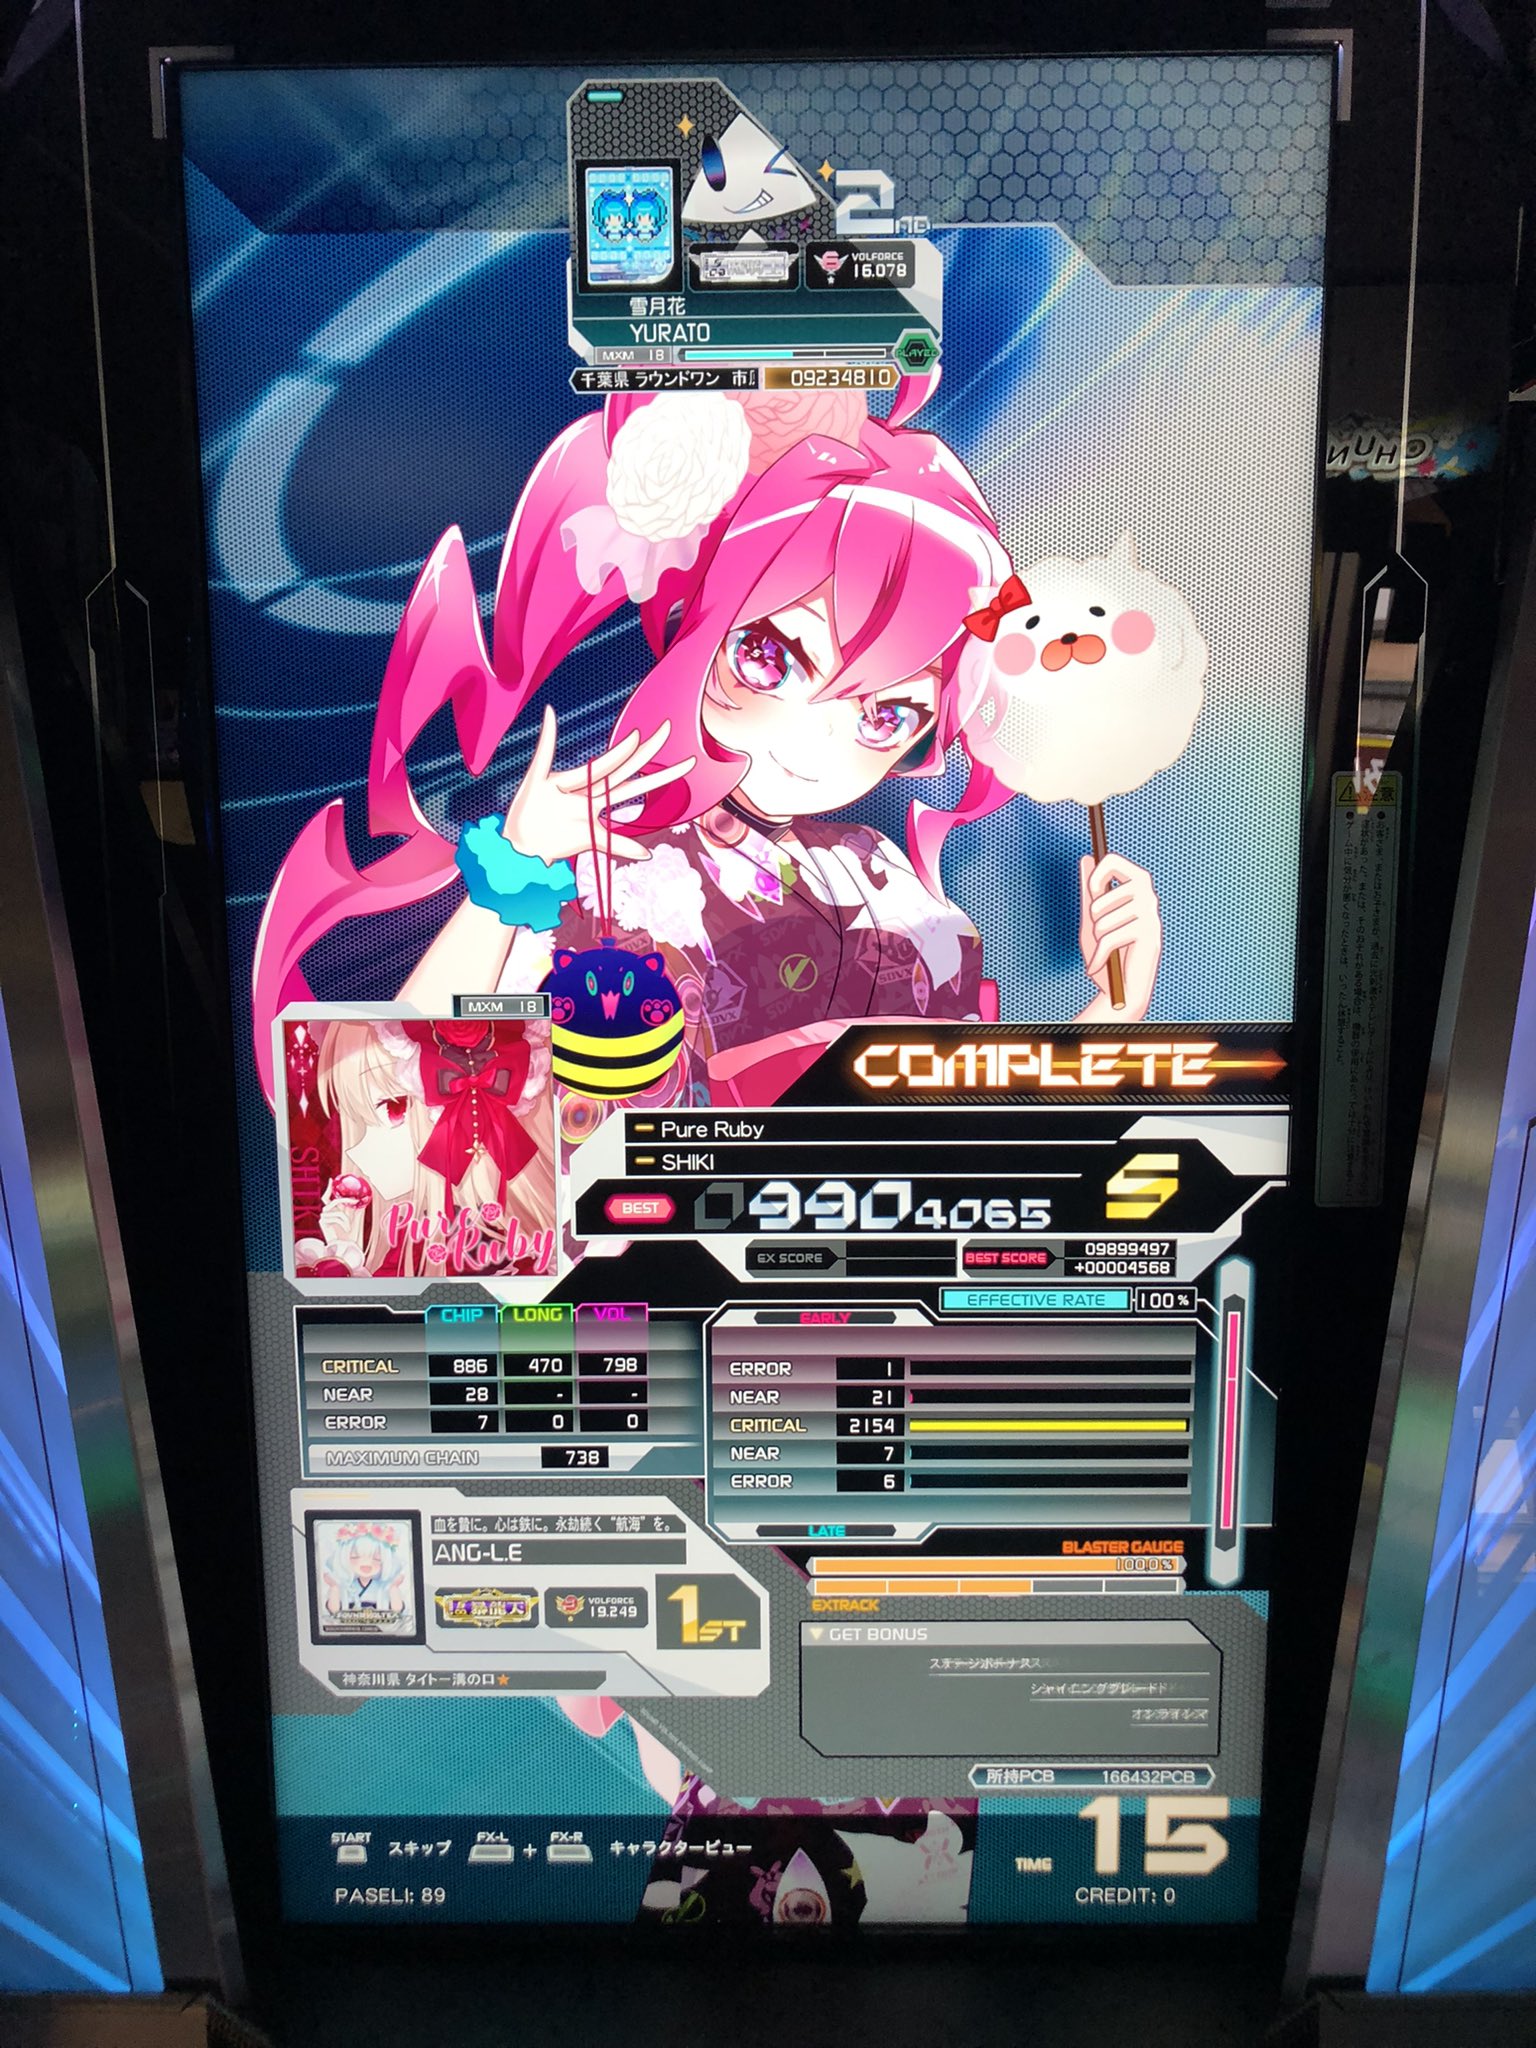 2ND
VOLFORCE
16.078
雪月花
YURATO
MXM 18
PLAYED
千葉県 ラウンドワン 市
09234810
MXM 18
COMPLETE
SHIKI
Pure Ruby
Pure Ruby
SHIKI
BEST
09904065
S
EX SCORE
BEST SCORE
09899497
+00004568
EFFECTIVE RATE 100%
CHIP LONG VOL
CRITICAL 886 470 798
NEAR 28 - -
ERROR 7 0 0
MAXIMUM CHAIN 738
EARLY
ERROR 1
NEAR 21
CRITICAL 2154
NEAR 7
ERROR 6
LATE
BLASTER GAUGE
100.0%
EXTRACK
血を贄に。心は鉄に。永劫続く“航海”を。
ANG-L.E
VOLFORCE
19.249
1ST
神奈川県 タイトー溝の口★
GET BONUS
所持PCB 166432PCB
START スキップ FX-L + FX-R キャラクタービュー
TIME 15
PASELI: 89
CREDIT: 0